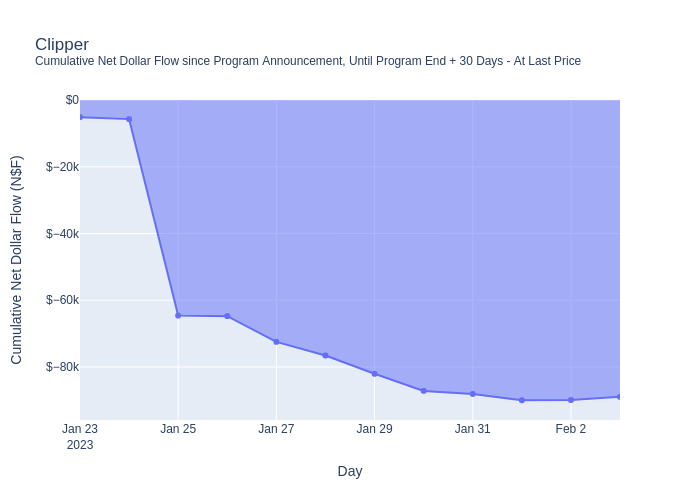 Clipper
Cumulative Net Dollar Flow since Program Announcement, Until Program End + 30 Days - At Last Price
Cumulative Net Dollar Flow (N$F)
$0
$−20k
$−40k
$−60k
$−80k
Jan 23
2023
Jan 25
Jan 27
Jan 29
Jan 31
Feb 2
Day